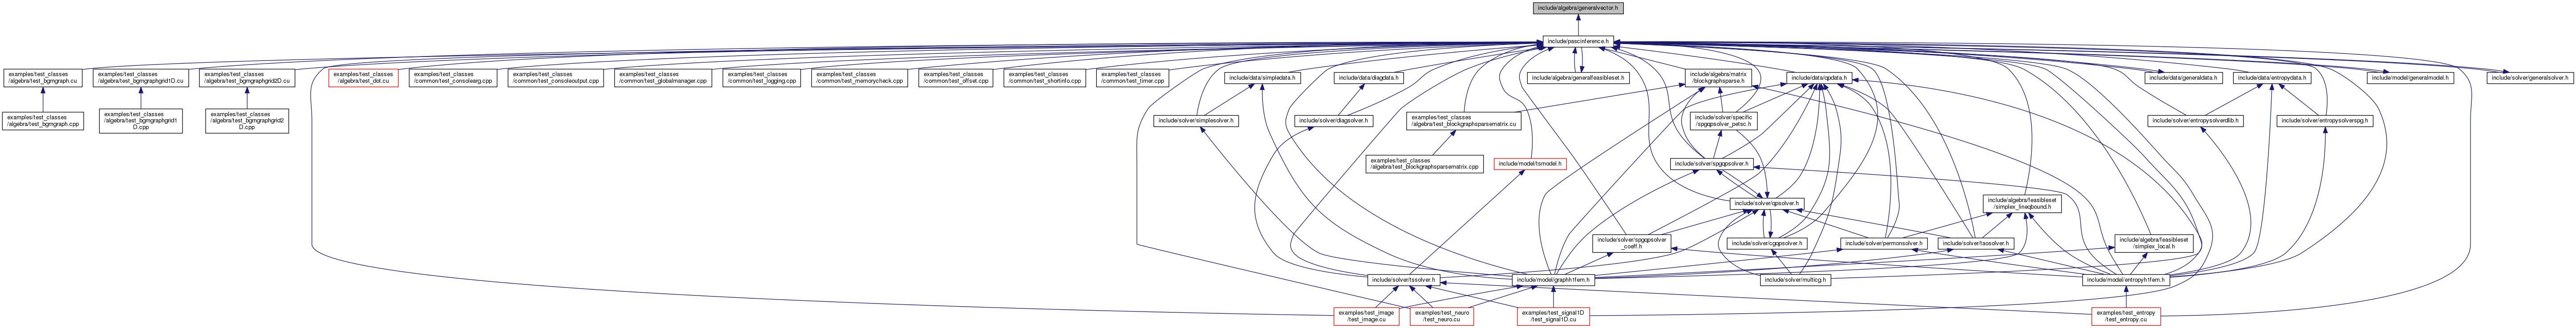 include/algebra/generalvector.h
include/pascinference.h
examples/test_classes
/algebra/test_bgmgraph.cu
examples/test_classes
/algebra/test_bgmgraphgrid1D.cu
examples/test_classes
/algebra/test_bgmgraphgrid2D.cu
examples/test_classes
/algebra/test_dot.cu
examples/test_classes
/common/test_consolearg.cpp
examples/test_classes
/common/test_consoleoutput.cpp
examples/test_classes
/common/test_globalmanager.cpp
examples/test_classes
/common/test_logging.cpp
examples/test_classes
/common/test_memorycheck.cpp
examples/test_classes
/common/test_offset.cpp
examples/test_classes
/common/test_shortinfo.cpp
examples/test_classes
/common/test_timer.cpp
include/data/simpledata.h
include/data/diagdata.h
include/algebra/generalfeasibleset.h
include/algebra/matrix
/blockgraphsparse.h
include/data/qpdata.h
include/data/generaldata.h
include/data/entropydata.h
include/model/generalmodel.h
include/solver/generalsolver.h
examples/test_classes
/algebra/test_bgmgraph.cpp
examples/test_classes
/algebra/test_bgmgraphgrid1
D.cpp
examples/test_classes
/algebra/test_bgmgraphgrid2
D.cpp
include/solver/simplesolver.h
include/solver/diagsolver.h
examples/test_classes
/algebra/test_blockgraphsparsematrix.cu
include/solver/specific
/spgqpsolver_petsc.h
include/solver/entropysolverdlib.h
include/solver/entropysolverspg.h
examples/test_classes
/algebra/test_blockgraphsparsematrix.cpp
include/model/tsmodel.h
include/solver/spgqpsolver.h
include/solver/qpsolver.h
include/algebra/feasibleset
/simplex_lineqbound.h
include/solver/spgqpsolver
_coeff.h
include/solver/cgqpsolver.h
include/solver/permonsolver.h
include/solver/taosolver.h
include/algebra/feasibleset
/simplex_local.h
include/solver/tssolver.h
include/model/graphh1fem.h
include/solver/multicg.h
include/model/entropyh1fem.h
examples/test_image
/test_image.cu
examples/test_neuro
/test_neuro.cu
examples/test_signal1D
/test_signal1D.cu
examples/test_entropy
/test_entropy.cu